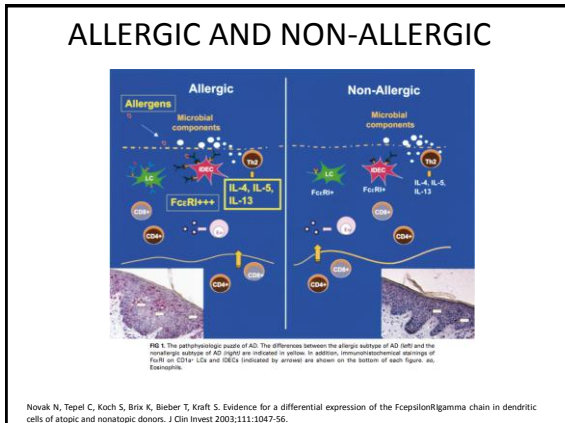 ALLERGIC AND NON-ALLERGIC
Allergic
Non-Allergic
Allergens
Microbial
components
Microbial
components
LC
IDEC
Th2
LC
IDEC
Th2
FcεRI+++
IL-4, IL-5,
IL-13
FcεRI+
FcεRI+
IL-4, IL-5,
IL-13
CD8+
CD4+
CD8+
CD4+
CD8+
CD4+
FIG 1. The pathphysiologic puzzle of AD. The differences between the allergic subtype of AD (left) and the
nonallergic subtype of AD (right) are indicated in yellow. In addition, immunohistochemical stainings of
FcεRI on CD1a+ LCs and IDECs (indicated by arrows) are shown on the bottom of each figure. eo,
Eosinophils.
Novak N, Tepel C, Koch S, Brix K, Bieber T, Kraft S. Evidence for a differential expression of the FcepsilonRIgamma chain in dendritic
cells of atopic and nonatopic donors. J Clin Invest 2003;111:1047-56.